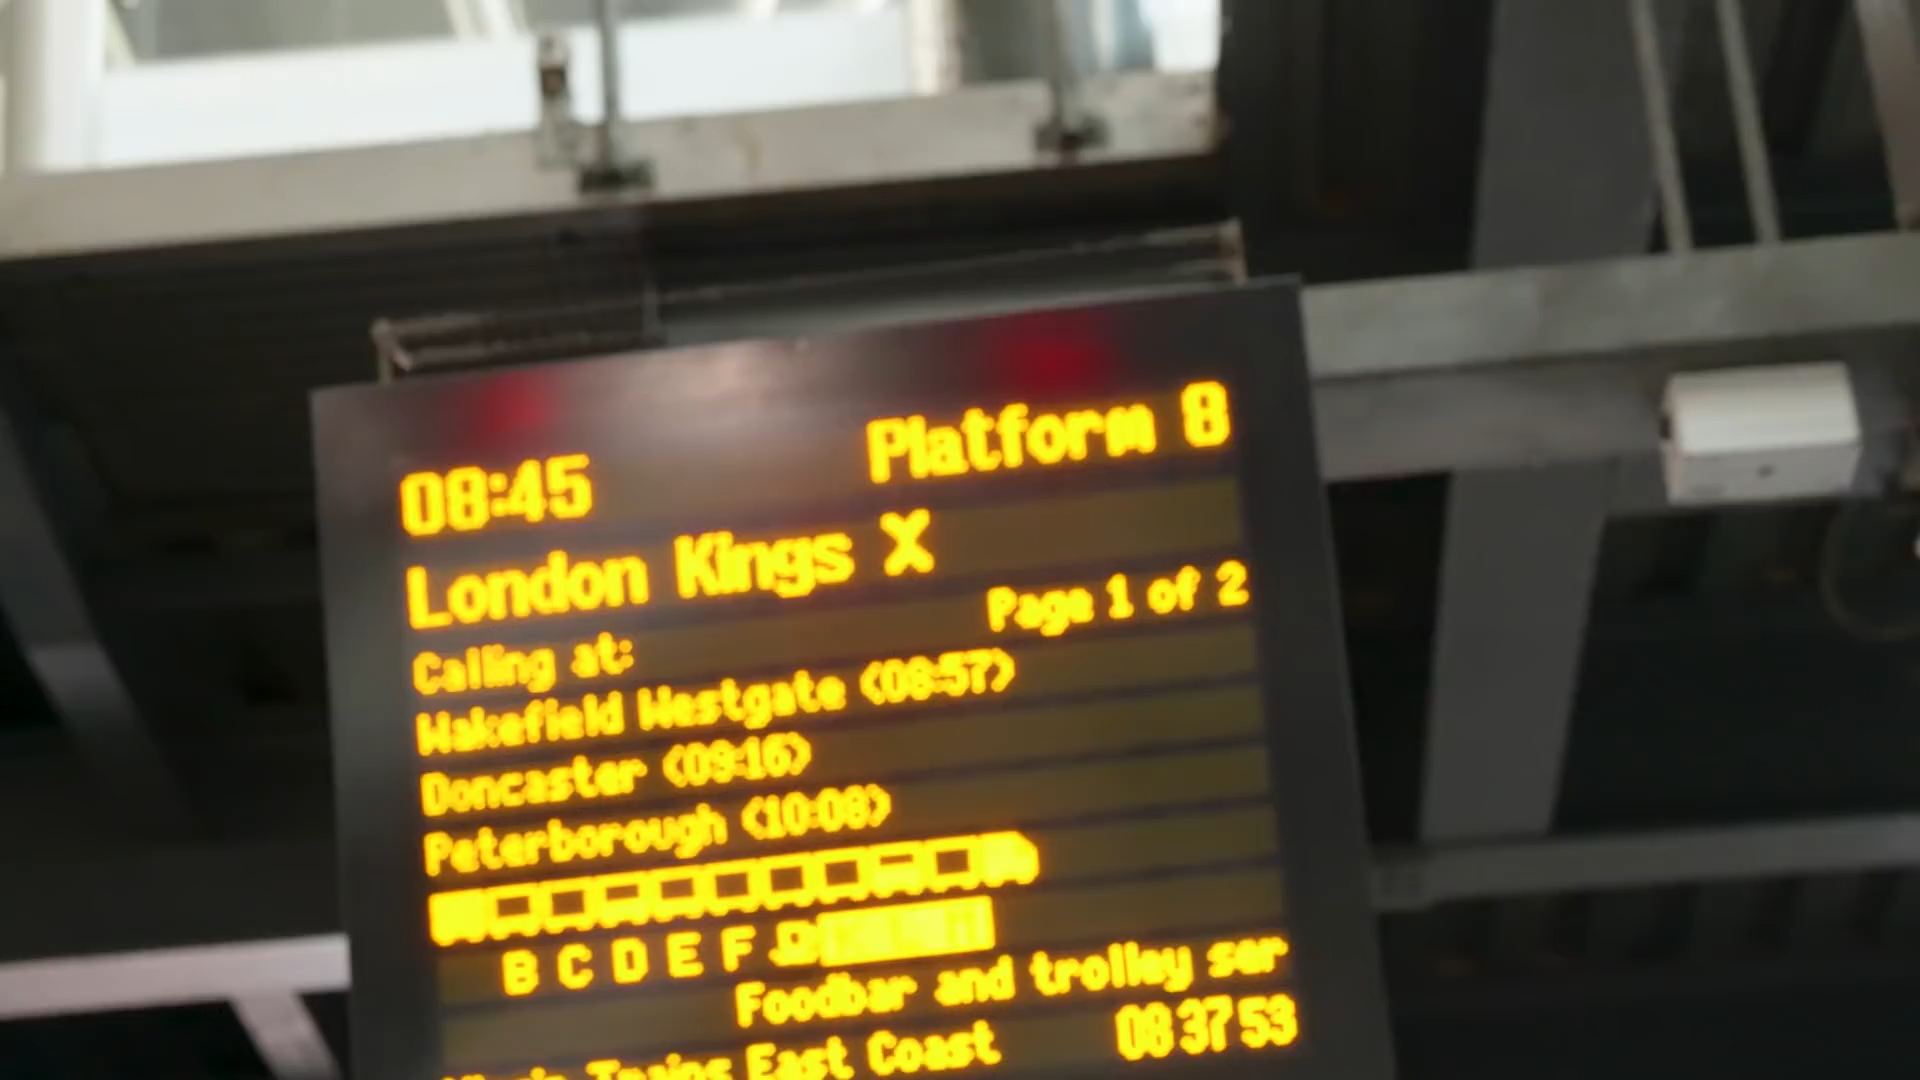 08:45 Platform 8
London Kings X
Page 1 of 2
Calling at:
Wakefield Westgate (08:57)
Doncaster (09:16)
Peterborough (10:08)
B C D E F
Foodbar and trolley ser
Trains East Coast 08 37 53